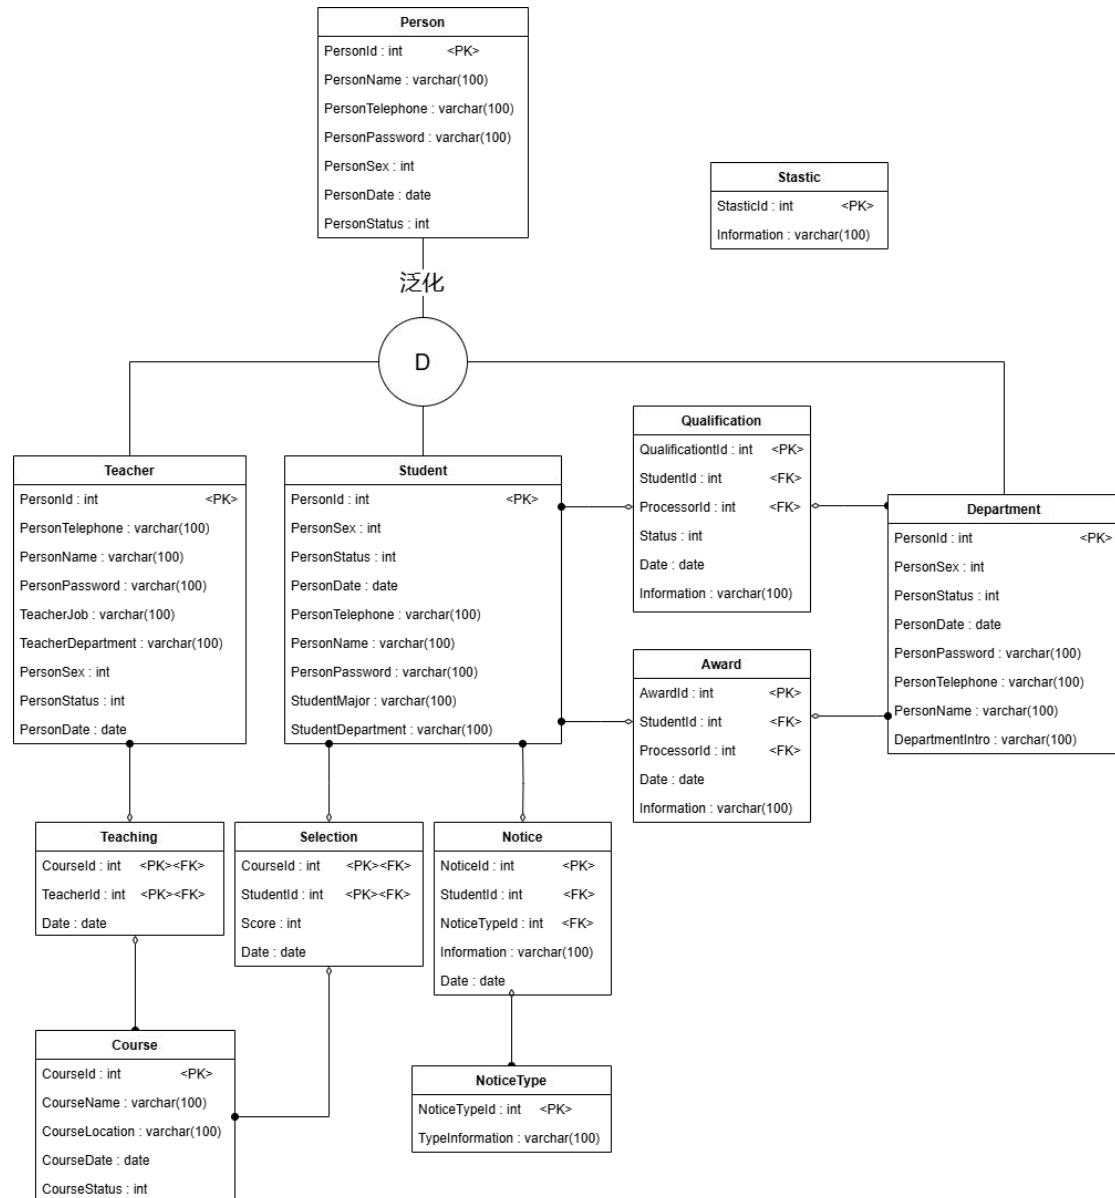 Person
PersonId : int <PK>
PersonName : varchar(100)
PersonTelephone : varchar(100)
PersonPassword : varchar(100)
PersonSex : int
PersonDate : date
PersonStatus : int
Stastic
StasticId : int <PK>
Information : varchar(100)
泛化
D
Teacher
PersonId : int <PK>
PersonTelephone : varchar(100)
PersonName : varchar(100)
PersonPassword : varchar(100)
TeacherJob : varchar(100)
TeacherDepartment : varchar(100)
PersonSex : int
PersonStatus : int
PersonDate : date
Student
PersonId : int <PK>
PersonSex : int
PersonStatus : int
PersonDate : date
PersonTelephone : varchar(100)
PersonName : varchar(100)
PersonPassword : varchar(100)
StudentMajor : varchar(100)
StudentDepartment : varchar(100)
Qualification
QualificationtId : int <PK>
StudentId : int <FK>
ProcessorId : int <FK>
Status : int
Date : date
Information : varchar(100)
Department
PersonId : int <PK>
PersonSex : int
PersonStatus : int
PersonDate : date
PersonPassword : varchar(100)
PersonTelephone : varchar(100)
PersonName : varchar(100)
DepartmentIntro : varchar(100)
Award
AwardId : int <PK>
StudentId : int <FK>
ProcessorId : int <FK>
Date : date
Information : varchar(100)
Teaching
CourseId : int <PK><FK>
TeacherId : int <PK><FK>
Date : date
Selection
CourseId : int <PK><FK>
StudentId : int <PK><FK>
Score : int
Date : date
Notice
NoticeId : int <PK>
StudentId : int <FK>
NoticeTypeId : int <FK>
Information : varchar(100)
Date : date
Course
CourseId : int <PK>
CourseName : varchar(100)
CourseLocation : varchar(100)
CourseDate : date
CourseStatus : int
NoticeType
NoticeTypeId : int <PK>
TypeInformation : varchar(100)